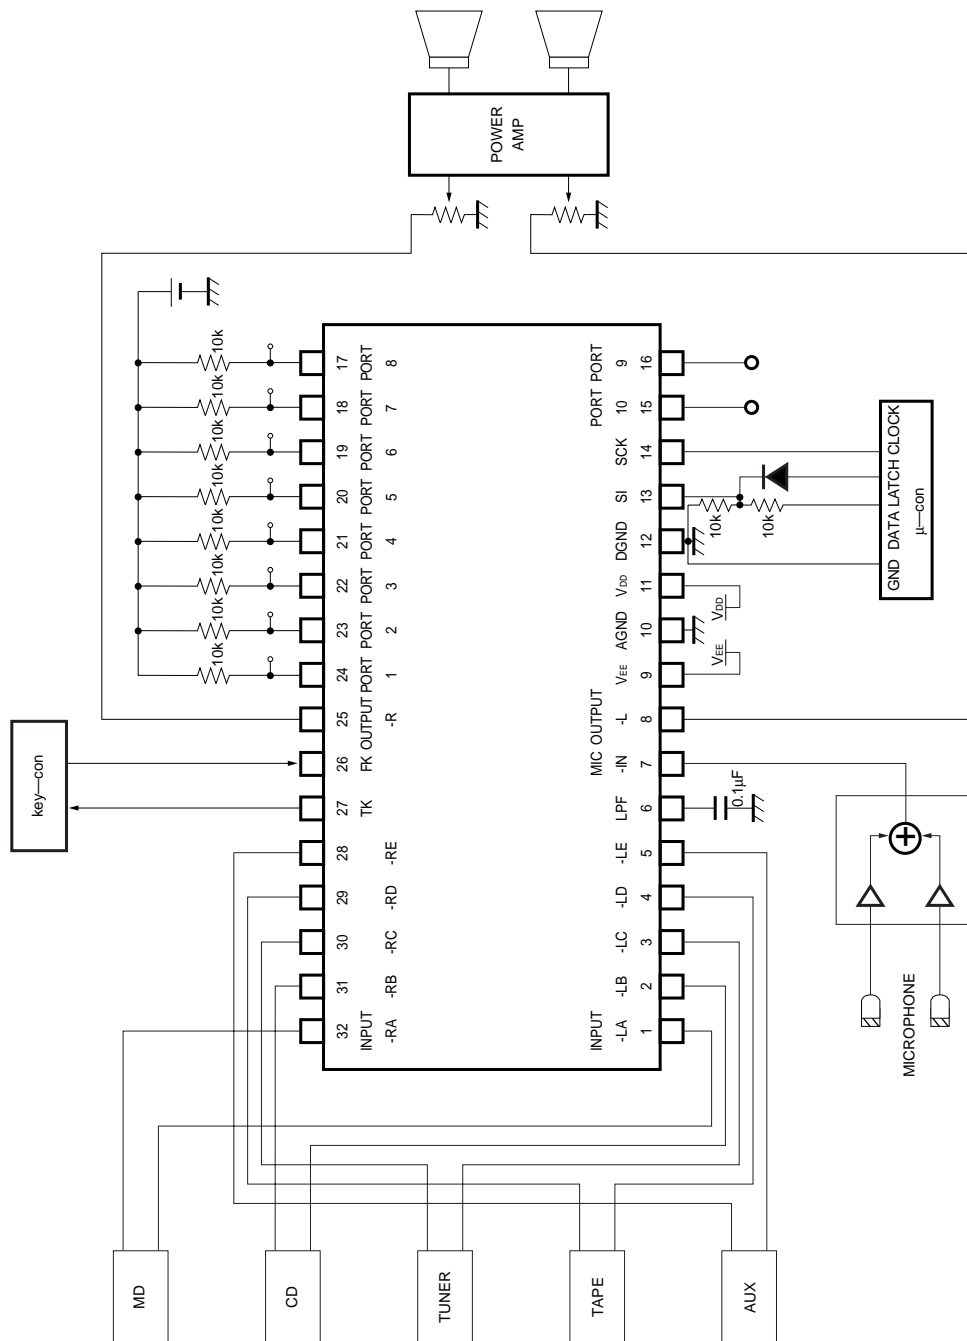 POWER
AMP
10k
10k
10k
10k
10k
10k
10k
10k
17 18 19 20 21 22 23 24 25 26 27 28 29 30 31 32
PORT PORT PORT PORT PORT PORT PORT PORT OUTPUT FK TK -RE -RD -RC -RB INPUT
8 7 6 5 4 3 2 1 -R -RA
key—con
PORT PORT SCK SI DGND VDD AGND VEE MIC OUTPUT LPF -LE -LD -LC -LB INPUT
9 10 -L -IN -LA
16 15 14 13 12 11 10 9 8 7 6 5 4 3 2 1
10k
10k
VDD
VEE
GND DATA LATCH CLOCK
μ—con
0.1μF
MICROPHONE
MD
CD
TUNER
TAPE
AUX